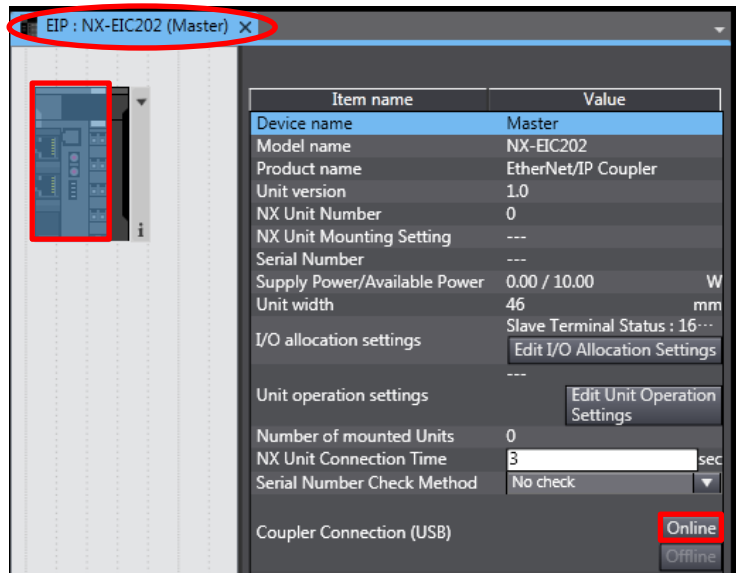 EIP : NX-EIC202 (Master) ×
i
Item name Value
Device name Master
Model name NX-EIC202
Product name EtherNet/IP Coupler
Unit version 1.0
NX Unit Number 0
NX Unit Mounting Setting ---
Serial Number ---
Supply Power/Available Power 0.00 / 10.00 W
Unit width 46 mm
I/O allocation settings Slave Terminal Status : 16···
Edit I/O Allocation Settings
---
Unit operation settings Edit Unit Operation
Settings
Number of mounted Units 0
NX Unit Connection Time 3 sec
Serial Number Check Method No check
Coupler Connection (USB) Online
Offline